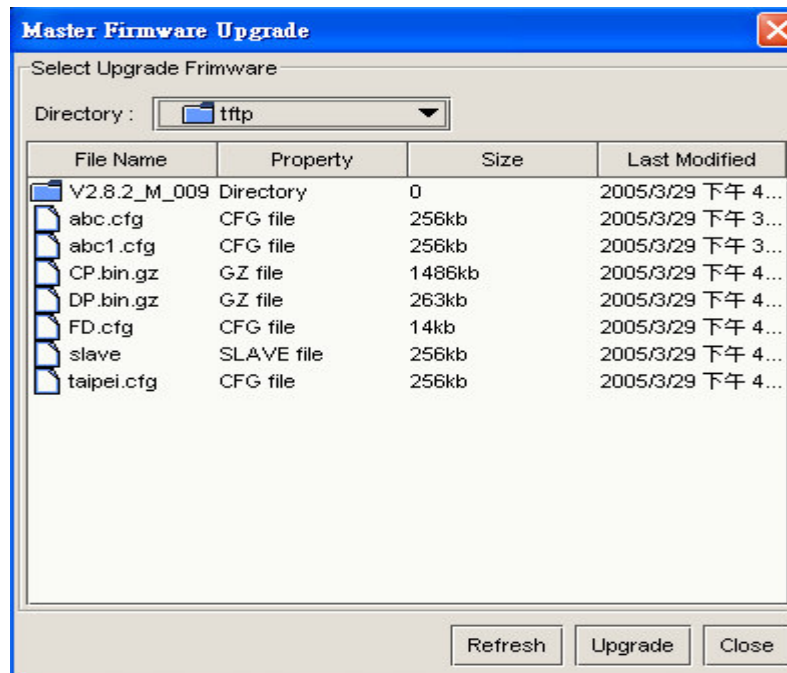 Master Firmware Upgrade
Select Upgrade Frimware
Directory : tftp
File Name Property Size Last Modified
V2.8.2_M_009 Directory 0 2005/3/29 下午 4...
abc.cfg CFG file 256kb 2005/3/29 下午 3...
abc1.cfg CFG file 256kb 2005/3/29 下午 3...
CP.bin.gz GZ file 1486kb 2005/3/29 下午 4...
DP.bin.gz GZ file 263kb 2005/3/29 下午 4...
FD.cfg CFG file 14kb 2005/3/29 下午 4...
slave SLAVE file 256kb 2005/3/29 下午 4...
taipei.cfg CFG file 256kb 2005/3/29 下午 4...
Refresh Upgrade Close